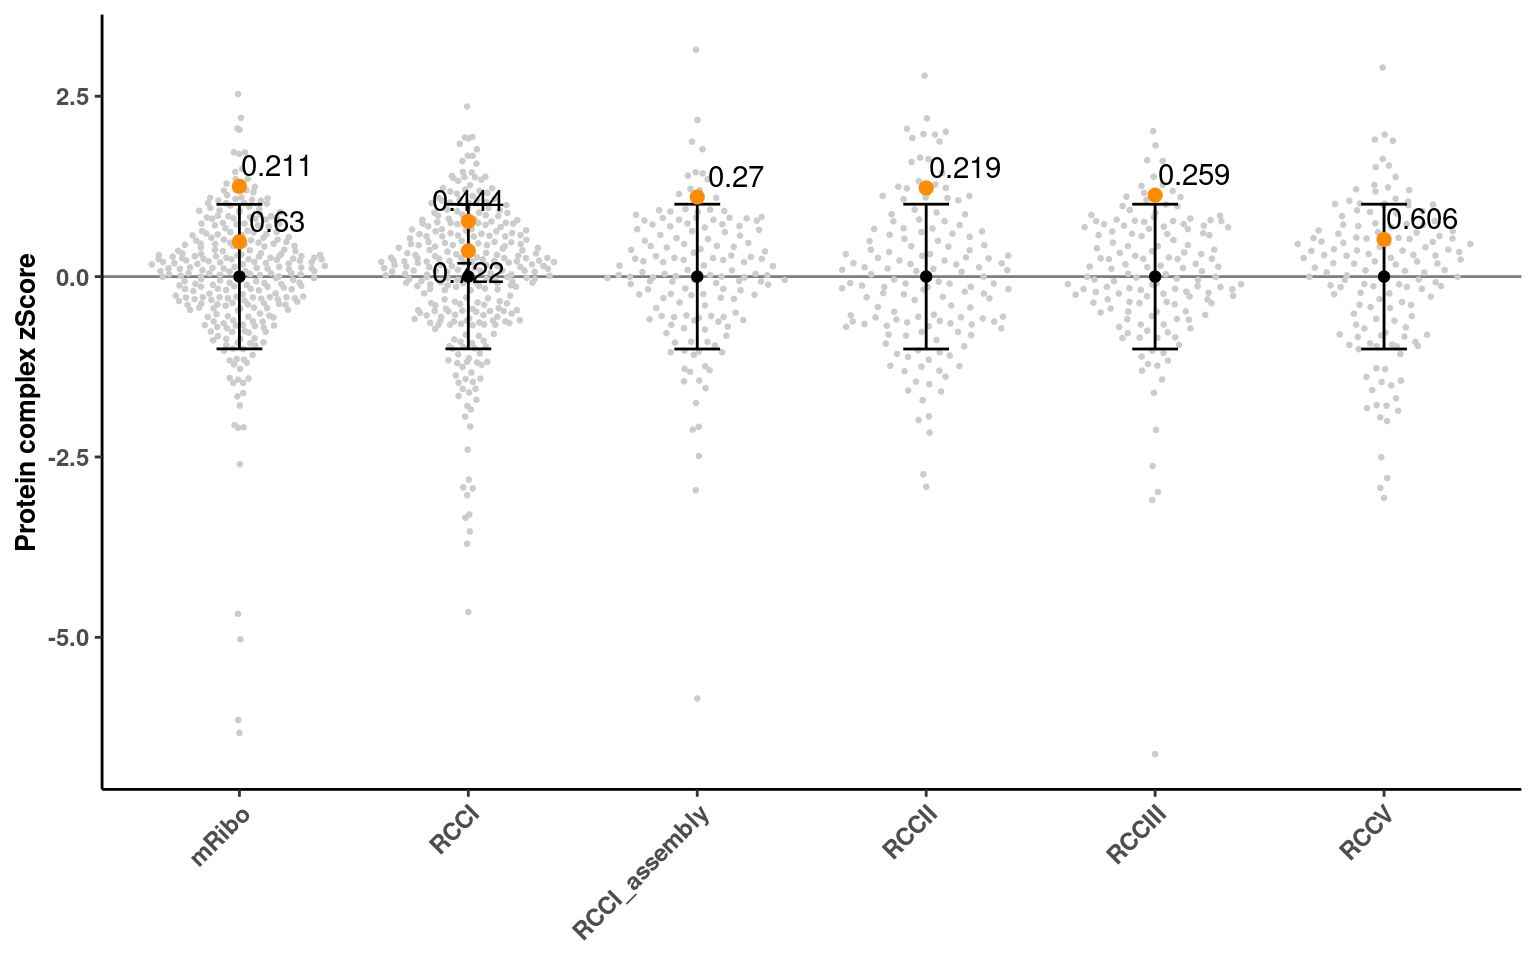 Protein complex zScore
2.5
0.0
-2.5
-5.0
0.211
0.63
0.444
0.722
0.27
0.219
0.259
0.606
mRibo
RCCI
RCCI_assembly
RCCII
RCCIII
RCCV